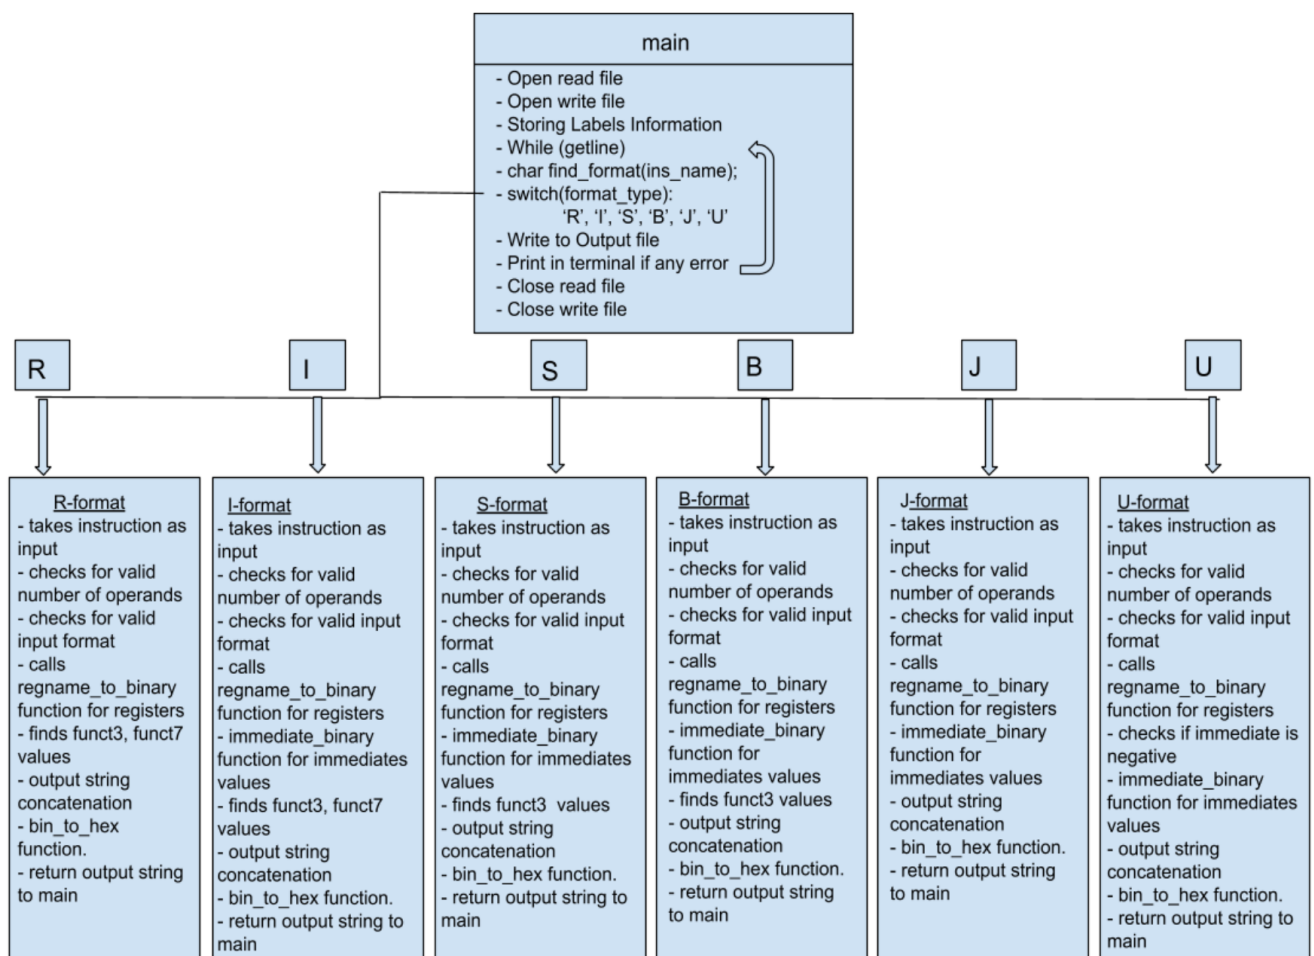 main
- Open read file
- Open write file
- Storing Labels Information
- While (getline)
- char find_format(ins_name);
- switch(format_type):
‘R’, ‘I’, ‘S’, ‘B’, ‘J’, ‘U’
- Write to Output file
- Print in terminal if any error
- Close read file
- Close write file
R
I
S
B
J
U
R-format
- takes instruction as
input
- checks for valid
number of operands
- checks for valid
input format
- calls
regname_to_binary
function for registers
- finds funct3, funct7
values
- output string
concatenation
- bin_to_hex
function.
- return output string
to main
I-format
- takes instruction as
input
- checks for valid
number of operands
- checks for valid input
format
- calls
regname_to_binary
function for registers
- immediate_binary
function for immediates
values
- finds funct3, funct7
values
- output string
concatenation
- bin_to_hex function.
- return output string to
main
S-format
- takes instruction as
input
- checks for valid
number of operands
- checks for valid input
format
- calls
regname_to_binary
function for registers
- immediate_binary
function for immediates
values
- finds funct3  values
- output string
concatenation
- bin_to_hex function.
- return output string to
main
B-format
- takes instruction as
input
- checks for valid
number of operands
- checks for valid input
format
- calls
regname_to_binary
function for registers
- immediate_binary
function for
immediates values
- finds funct3 values
- output string
concatenation
- bin_to_hex function.
- return output string
to main
J-format
- takes instruction as
input
- checks for valid
number of operands
- checks for valid input
format
- calls
regname_to_binary
function for registers
- immediate_binary
function for
immediates values
- output string
concatenation
- bin_to_hex function.
- return output string
to main
U-format
- takes instruction as
input
- checks for valid
number of operands
- checks for valid input
format
- calls
regname_to_binary
function for registers
- checks if immediate is
negative
- immediate_binary
function for immediates
values
- output string
concatenation
- bin_to_hex function.
- return output string to
main